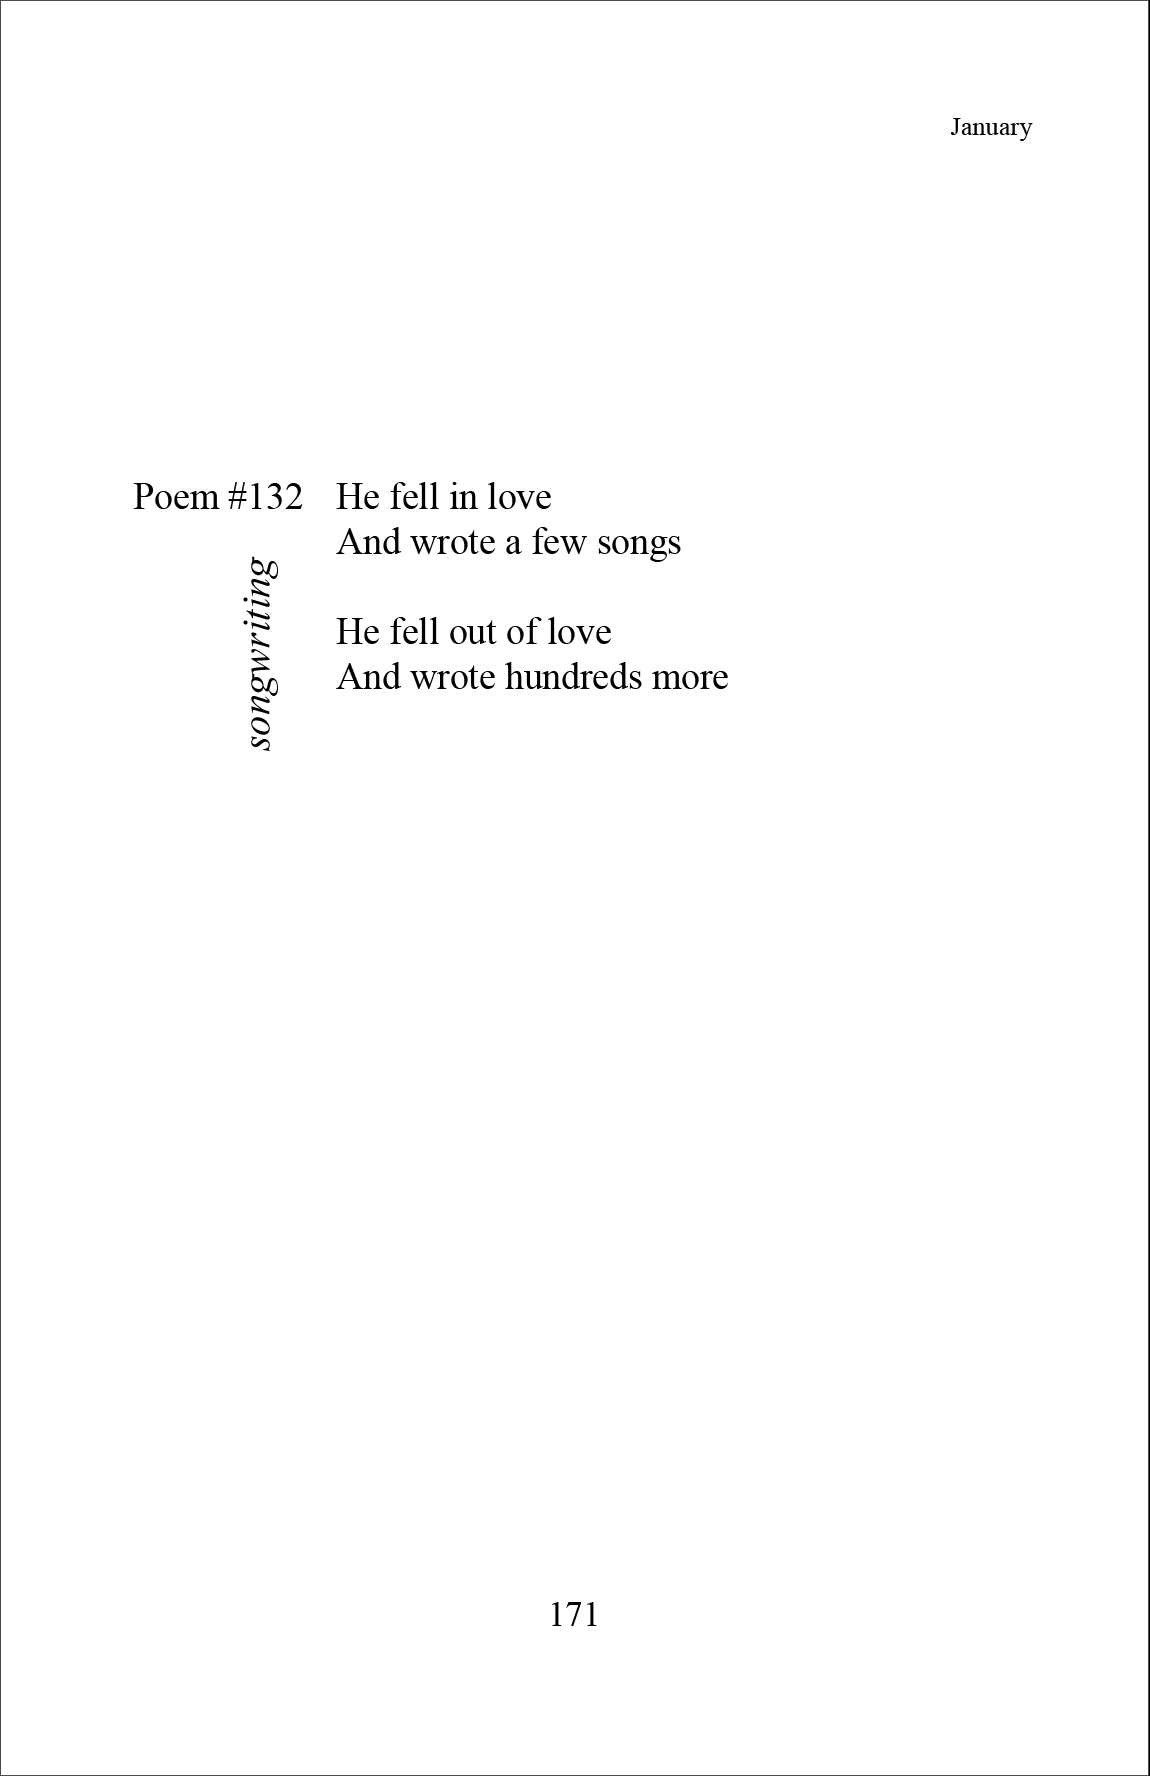 January
Poem #132
songwriting
He fell in love
And wrote a few songs
He fell out of love
And wrote hundreds more
171